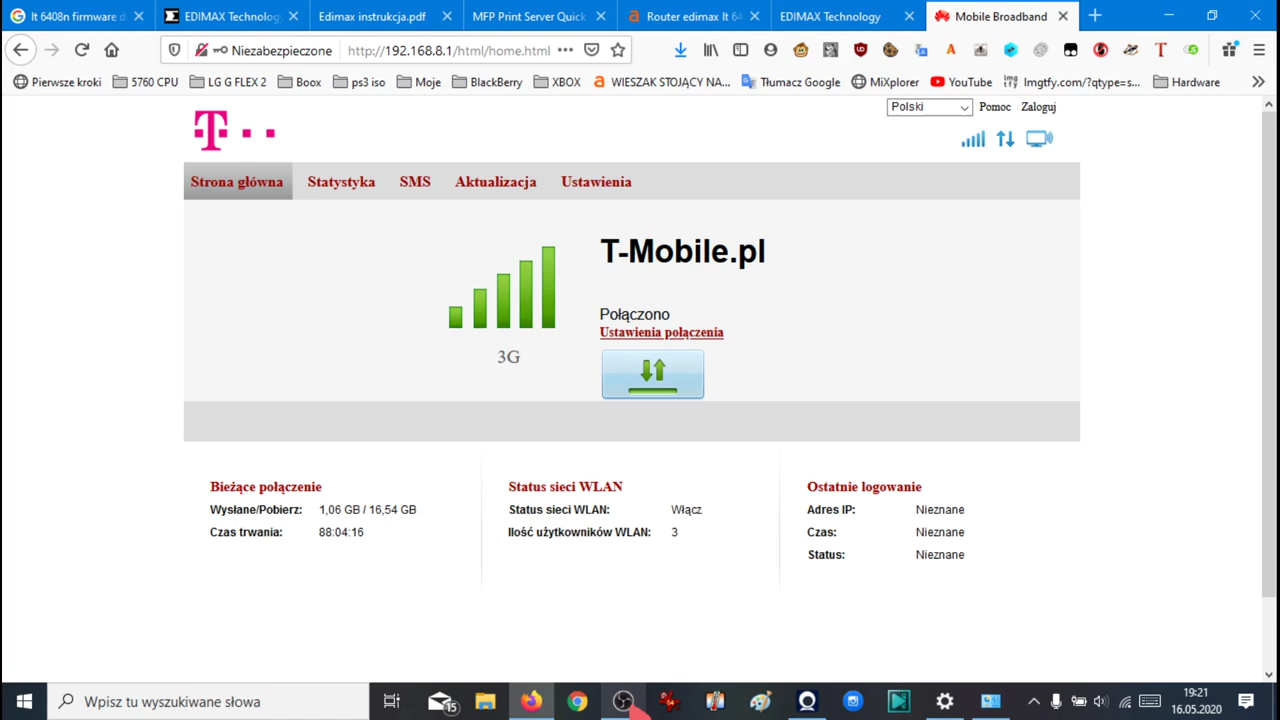 lt 6408n firmware d
EDIMAX Technolog
Edimax instrukcja.pdf
MFP Print Server Quick
Router edimax lt 64
EDIMAX Technology
Mobile Broadband
Niezabezpieczone
http://192.168.8.1/html/home.html
Pierwsze kroki
5760 CPU
LG G FLEX 2
Boox
ps3 iso
Moje
BlackBerry
XBOX
WIESZAK STOJĄCY NA...
Tłumacz Google
MiXplorer
YouTube
lmgtfy.com/?qtype=s...
Hardware
Polski
Pomoc
Zaloguj
T
Strona główna
Statystyka
SMS
Aktualizacja
Ustawienia
T-Mobile.pl
Połączono
Ustawienia połączenia
3G
Bieżące połączenie
Wysłane/Pobierz: 1,06 GB / 16,54 GB
Czas trwania: 88:04:16
Status sieci WLAN
Status sieci WLAN: Włącz
Ilość użytkowników WLAN: 3
Ostatnie logowanie
Adres IP: Nieznane
Czas: Nieznane
Status: Nieznane
Wpisz tu wyszukiwane słowa
15
19:21
16.05.2020